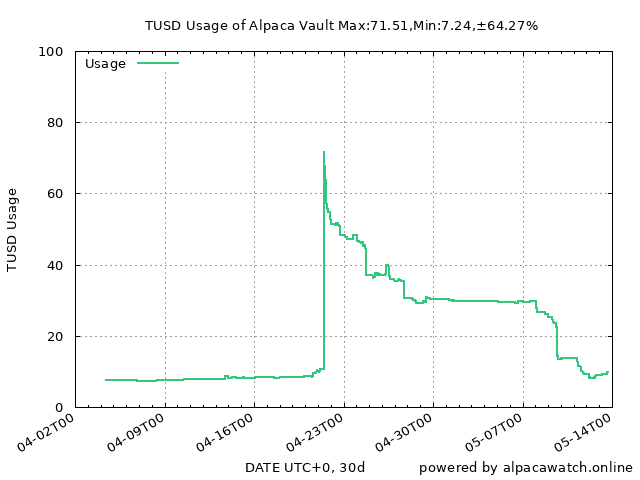 TUSD Usage of Alpaca Vault Max:71.51,Min:7.24,±64.27%
Usage
TUSD Usage
100
80
60
40
20
0
04-02T00
04-09T00
04-16T00
04-23T00
04-30T00
05-07T00
05-14T00
DATE UTC+0, 30d
powered by alpacawatch.online